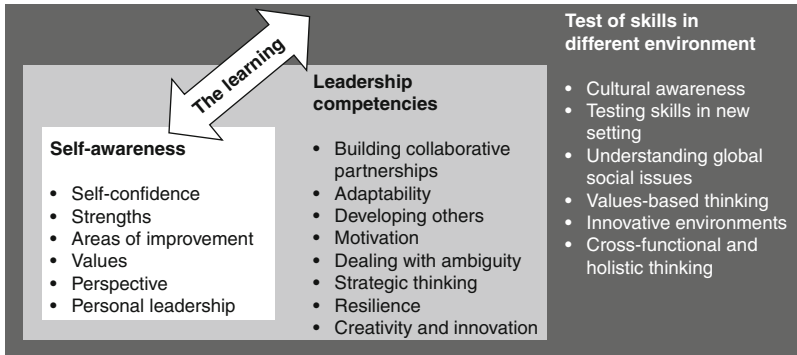 The learning
Self-awareness
• Self-confidence
• Strengths
• Areas of improvement
• Values
• Perspective
• Personal leadership
Leadership
competencies
• Building collaborative
partnerships
• Adaptability
• Developing others
• Motivation
• Dealing with ambiguity
• Strategic thinking
• Resilience
• Creativity and innovation
Test of skills in
different environment
• Cultural awareness
• Testing skills in new
setting
• Understanding global
social issues
• Values-based thinking
• Innovative environments
• Cross-functional and
holistic thinking